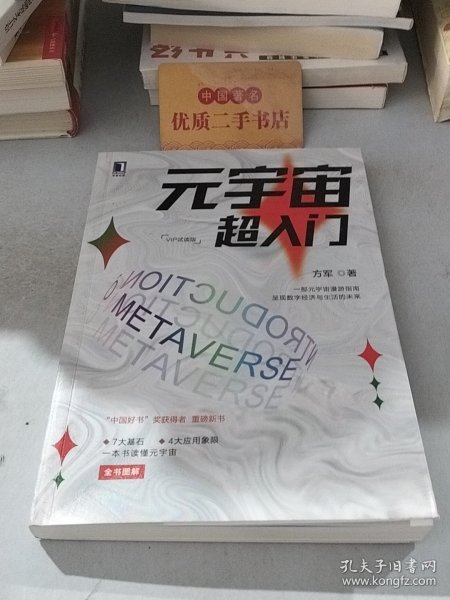 中国著名
优质二手书店
元宇宙
超入门
VIP试读版
方军 ◎著
一部元宇宙漫游指南
呈现数字经济与生活的未来
INTRODUCTION
TO
METAVERSE
METAVERSE
“中国好书”奖获得者 重磅新书
◆7大基石 ◆4大应用象限
一本书读懂元宇宙
全书图解
孔夫子旧书网
www.kongfz.com